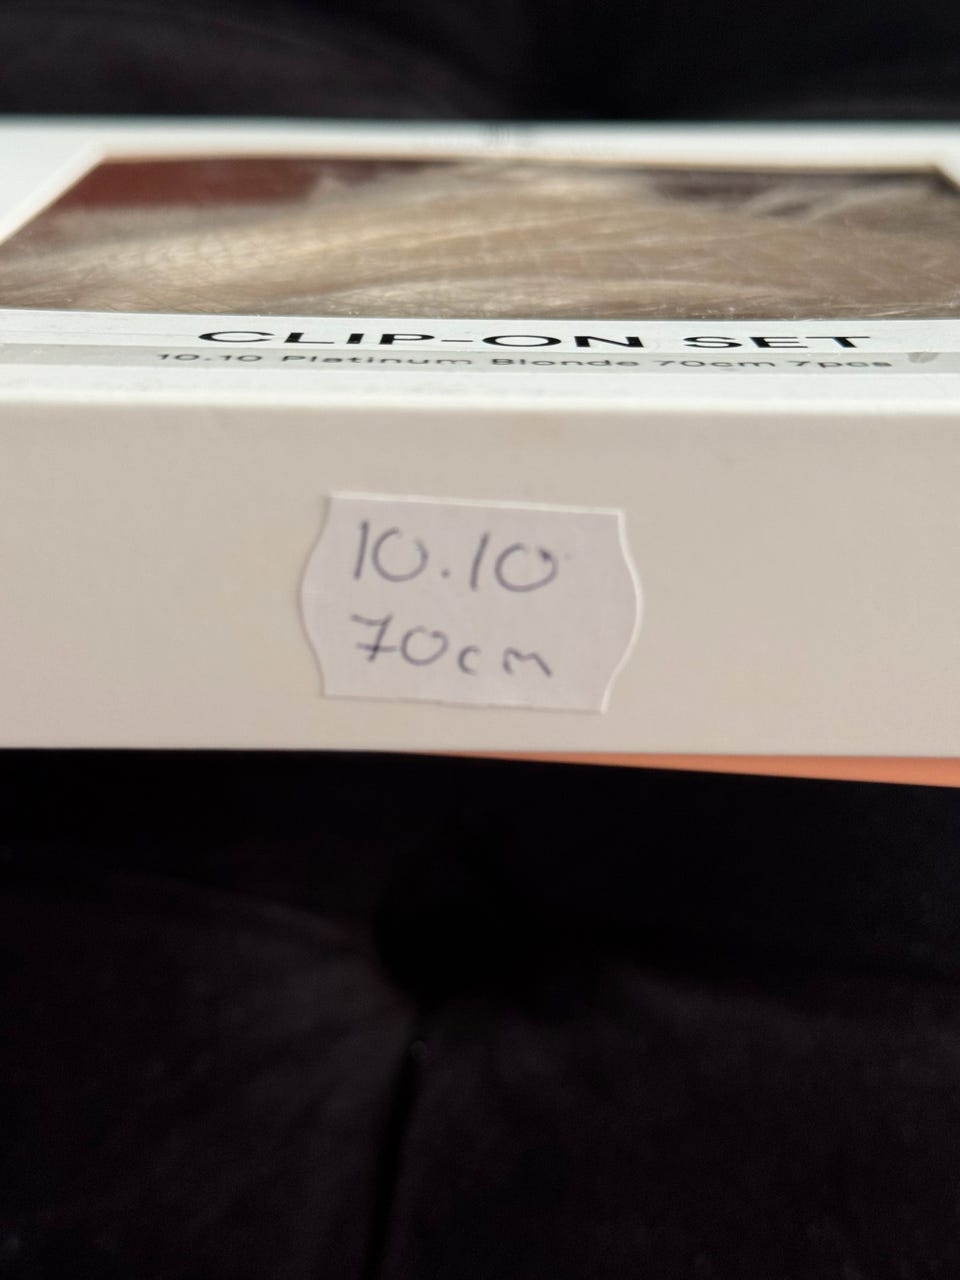 CLIP-ON SET
10.10 Platinum Blonde 70cm 7pcs
10.10
70cm